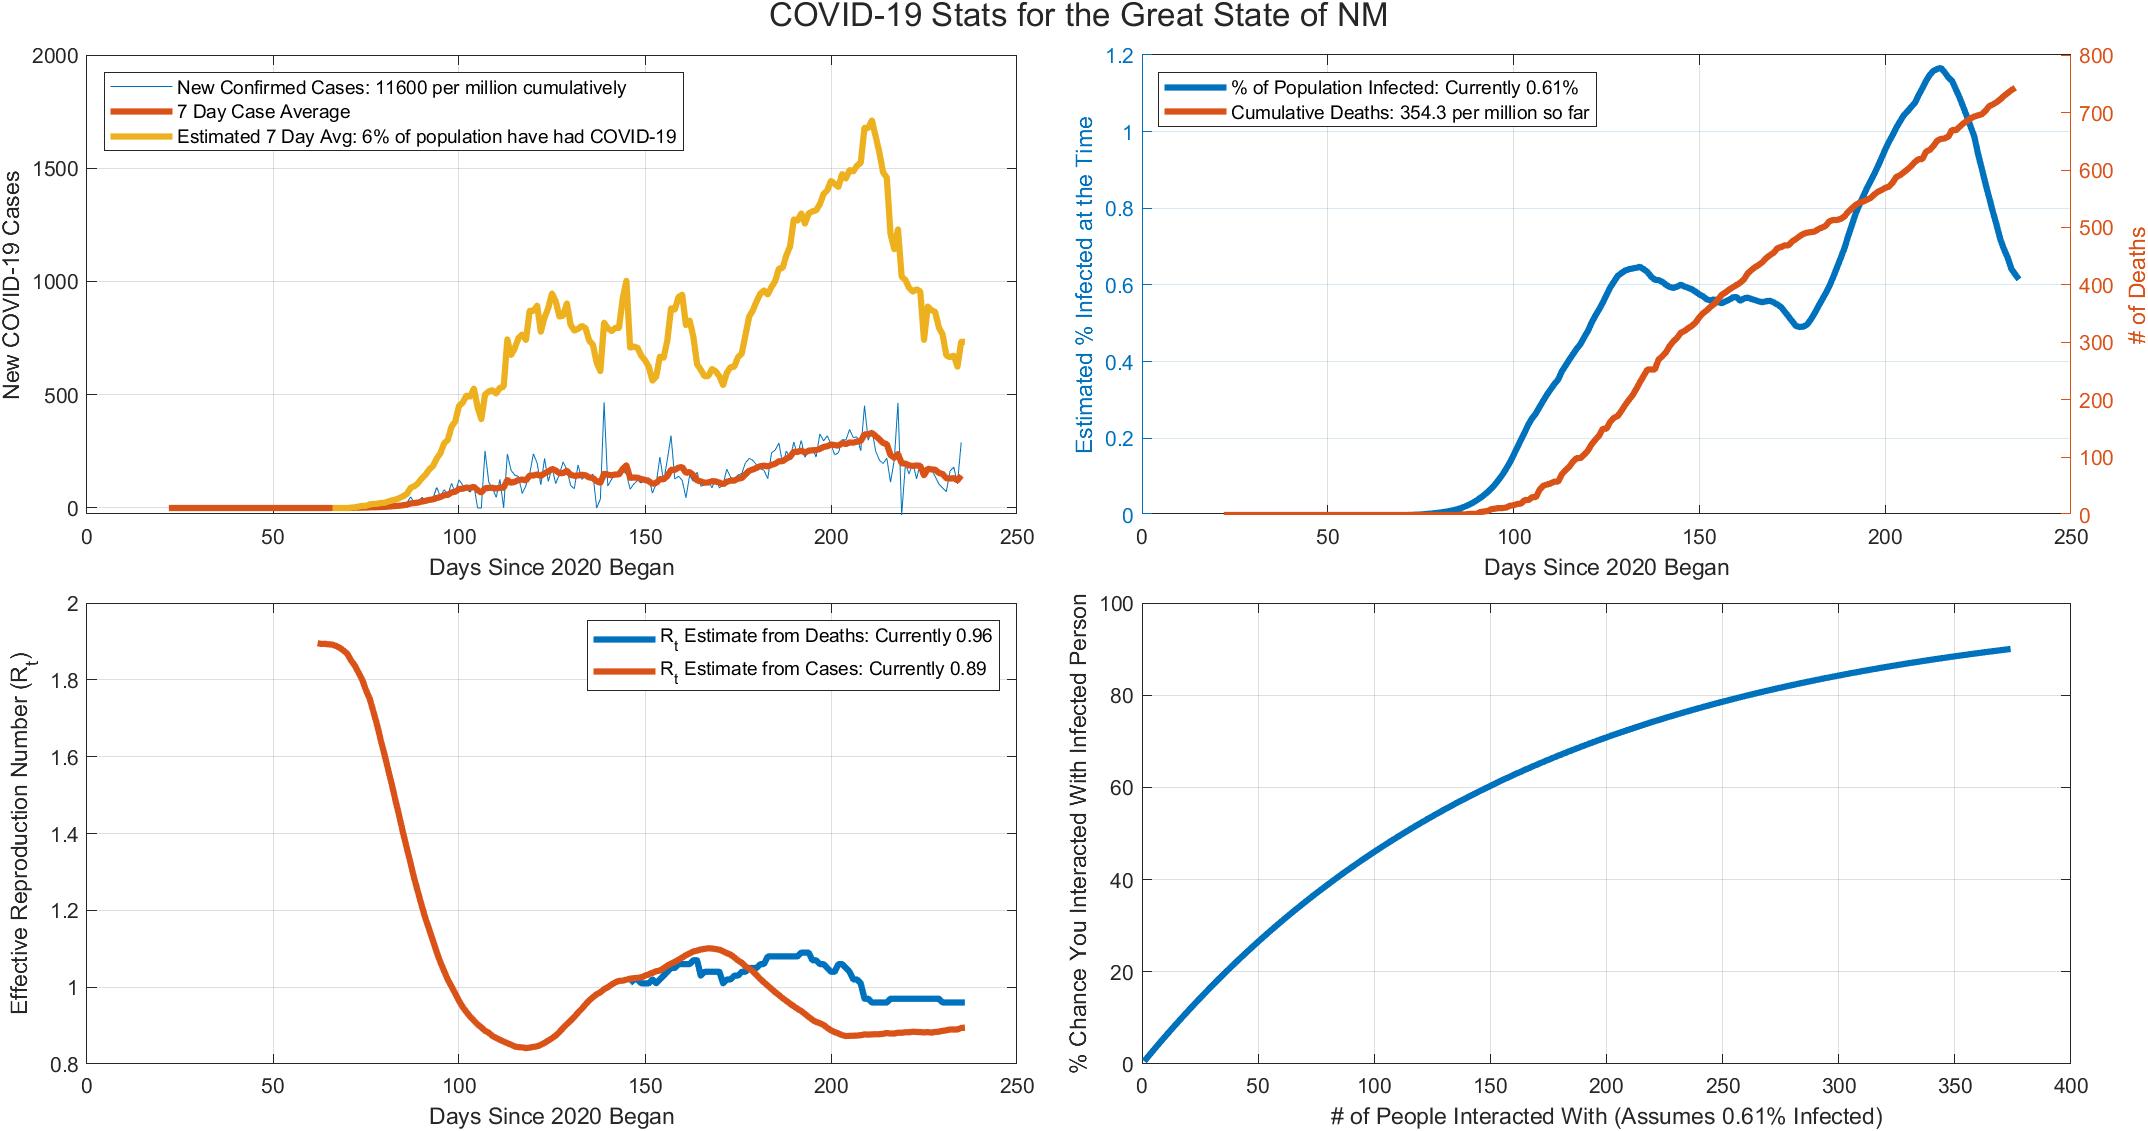 COVID-19 Stats for the Great State of NM
New COVID-19 Cases
2000
1500
1000
500
0
New Confirmed Cases: 11600 per million cumulatively
7 Day Case Average
Estimated 7 Day Avg: 6% of population have had COVID-19
0 50 100 150 200 250
Days Since 2020 Began
Estimated % Infected at the Time
1.2
1
0.8
0.6
0.4
0.2
0
% of Population Infected: Currently 0.61%
Cumulative Deaths: 354.3 per million so far
800
700
600
500
400
300
200
100
0
# of Deaths
0 50 100 150 200 250
Days Since 2020 Began
Effective Reproduction Number (Rt)
2
1.8
1.6
1.4
1.2
1
0.8
Rt Estimate from Deaths: Currently 0.96
Rt Estimate from Cases: Currently 0.89
0 50 100 150 200 250
Days Since 2020 Began
% Chance You Interacted With Infected Person
100
80
60
40
20
0
0 50 100 150 200 250 300 350 400
# of People Interacted With (Assumes 0.61% Infected)